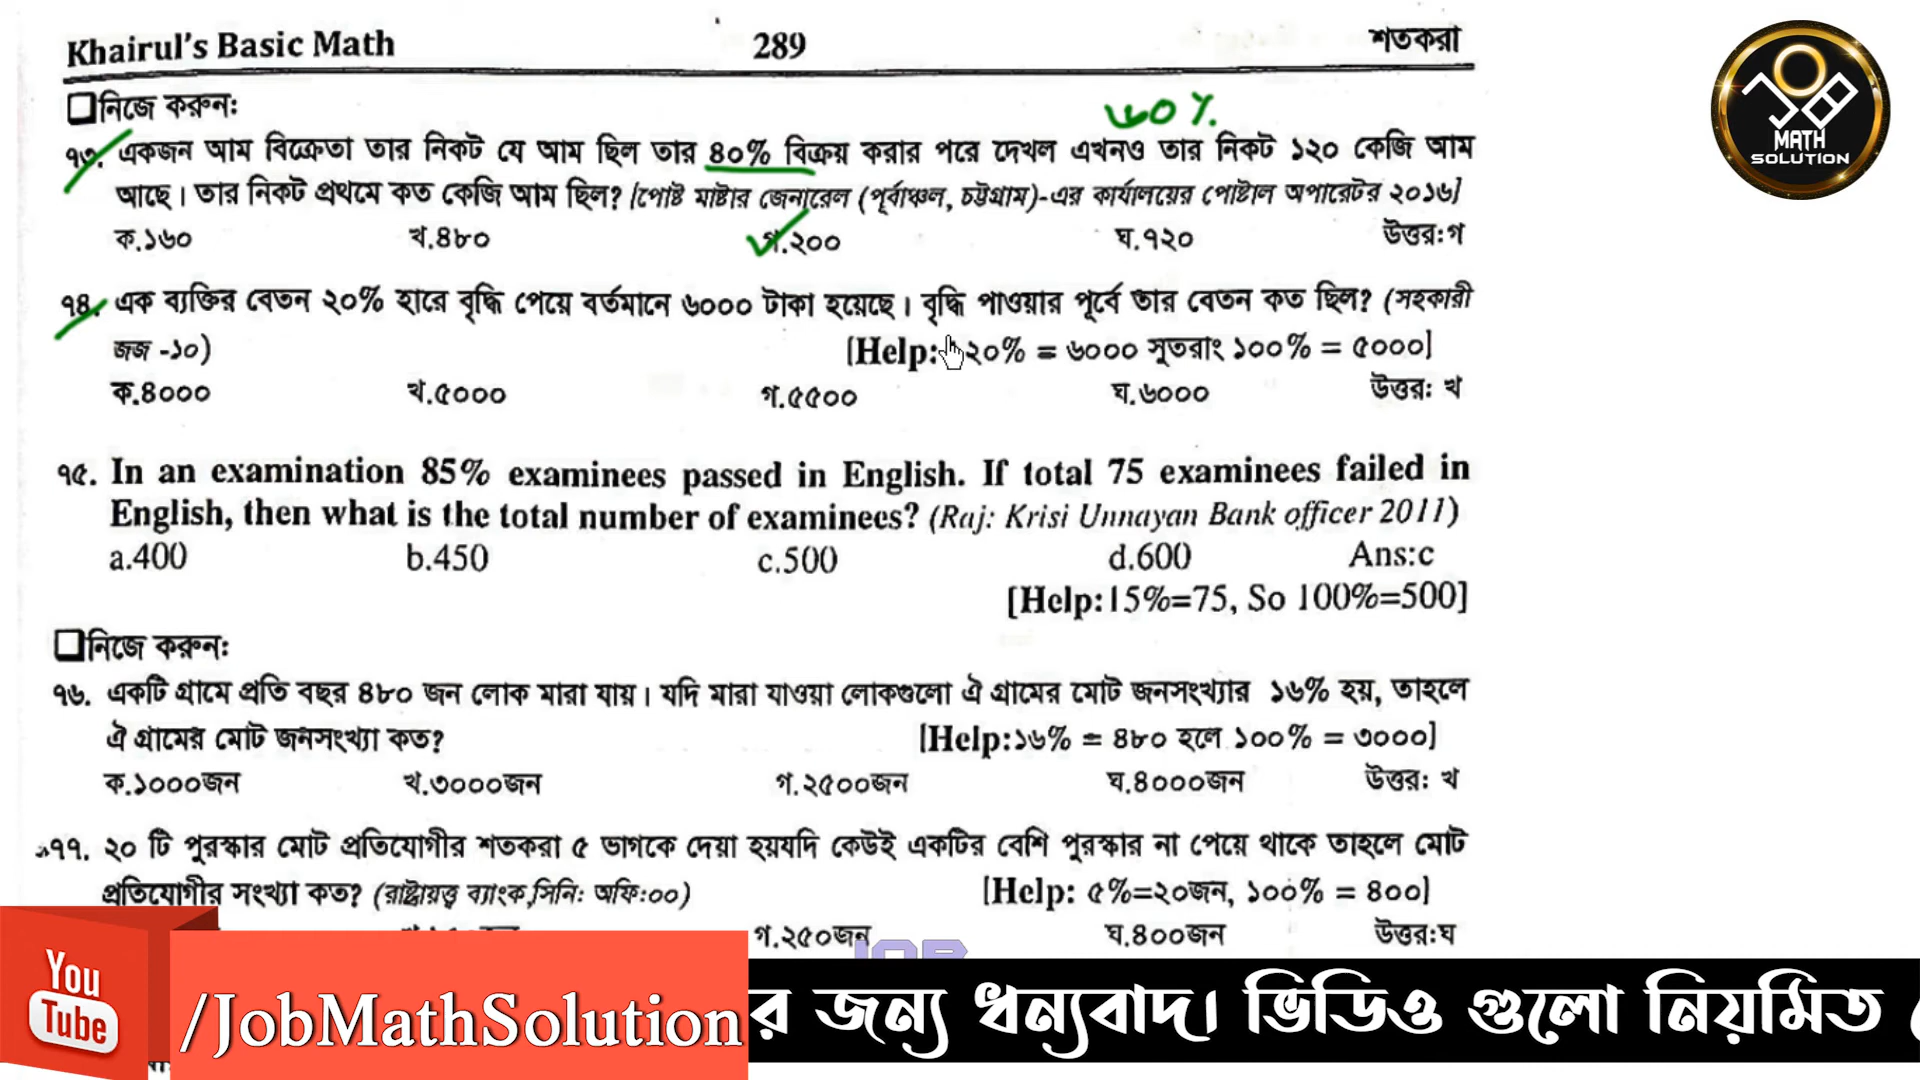 Khairul's Basic Math 289 শতকরা
নিজে করুন:
৬০%
৭৩. একজন আম বিক্রেতা তার নিকট যে আম ছিল তার ৪০% বিক্রয় করার পরে দেখল এখনও তার নিকট ১২০ কেজি আম
আছে। তার নিকট প্রথমে কত কেজি আম ছিল? [পোষ্ট মাষ্টার জেনারেল (পূর্বাঞ্চল, চট্টগ্রাম)-এর কার্যালয়ের পোষ্টাল অপারেটর ২০১৬]
ক.১৬০ খ.৪৮০ গ.২০০ ঘ.৭২০ উত্তর:গ
৭৪. এক ব্যক্তির বেতন ২০% হারে বৃদ্ধি পেয়ে বর্তমানে ৬০০০ টাকা হয়েছে। বৃদ্ধি পাওয়ার পূর্বে তার বেতন কত ছিল? (সহকারী
জজ -১০) [Help: ২০% = ৬০০০ সুতরাং ১০০% = ৫০০০]
ক.৪০০০ খ.৫০০০ গ.৫৫০০ ঘ.৬০০০ উত্তর: খ
৭৫. In an examination 85% examinees passed in English. If total 75 examinees failed in
English, then what is the total number of examinees? (Raj: Krisi Unnayan Bank officer 2011)
a.400 b.450 c.500 d.600 Ans:c
[Help:15%=75, So 100%=500]
নিজে করুন:
৭৬. একটি গ্রামে প্রতি বছর ৪৮০ জন লোক মারা যায়। যদি মারা যাওয়া লোকগুলো ঐ গ্রামের মোট জনসংখ্যার ১৬% হয়, তাহলে
ঐ গ্রামের মোট জনসংখ্যা কত? [Help:১৬% = ৪৮০ হলে ১০০% = ৩০০০]
ক.১০০০জন খ.৩০০০জন গ.২৫০০জন ঘ.৪০০০জন উত্তর: খ
৭৭. ২০ টি পুরস্কার মোট প্রতিযোগীর শতকরা ৫ ভাগকে দেয়া হয়যদি কেউই একটির বেশি পুরস্কার না পেয়ে থাকে তাহলে মোট
প্রতিযোগীর সংখ্যা কত? (রাষ্ট্রায়ত্ত্ব ব্যাংক,সিনি: অফি:০০) [Help: ৫%=২০জন, ১০০% = ৪০০]
গ.২৫০জন ঘ.৪০০জন উত্তর:ঘ
MATH
SOLUTION
JOB
You
Tube
/JobMathSolution
র জন্য ধন্যবাদ। ভিডিও গুলো নিয়মিত